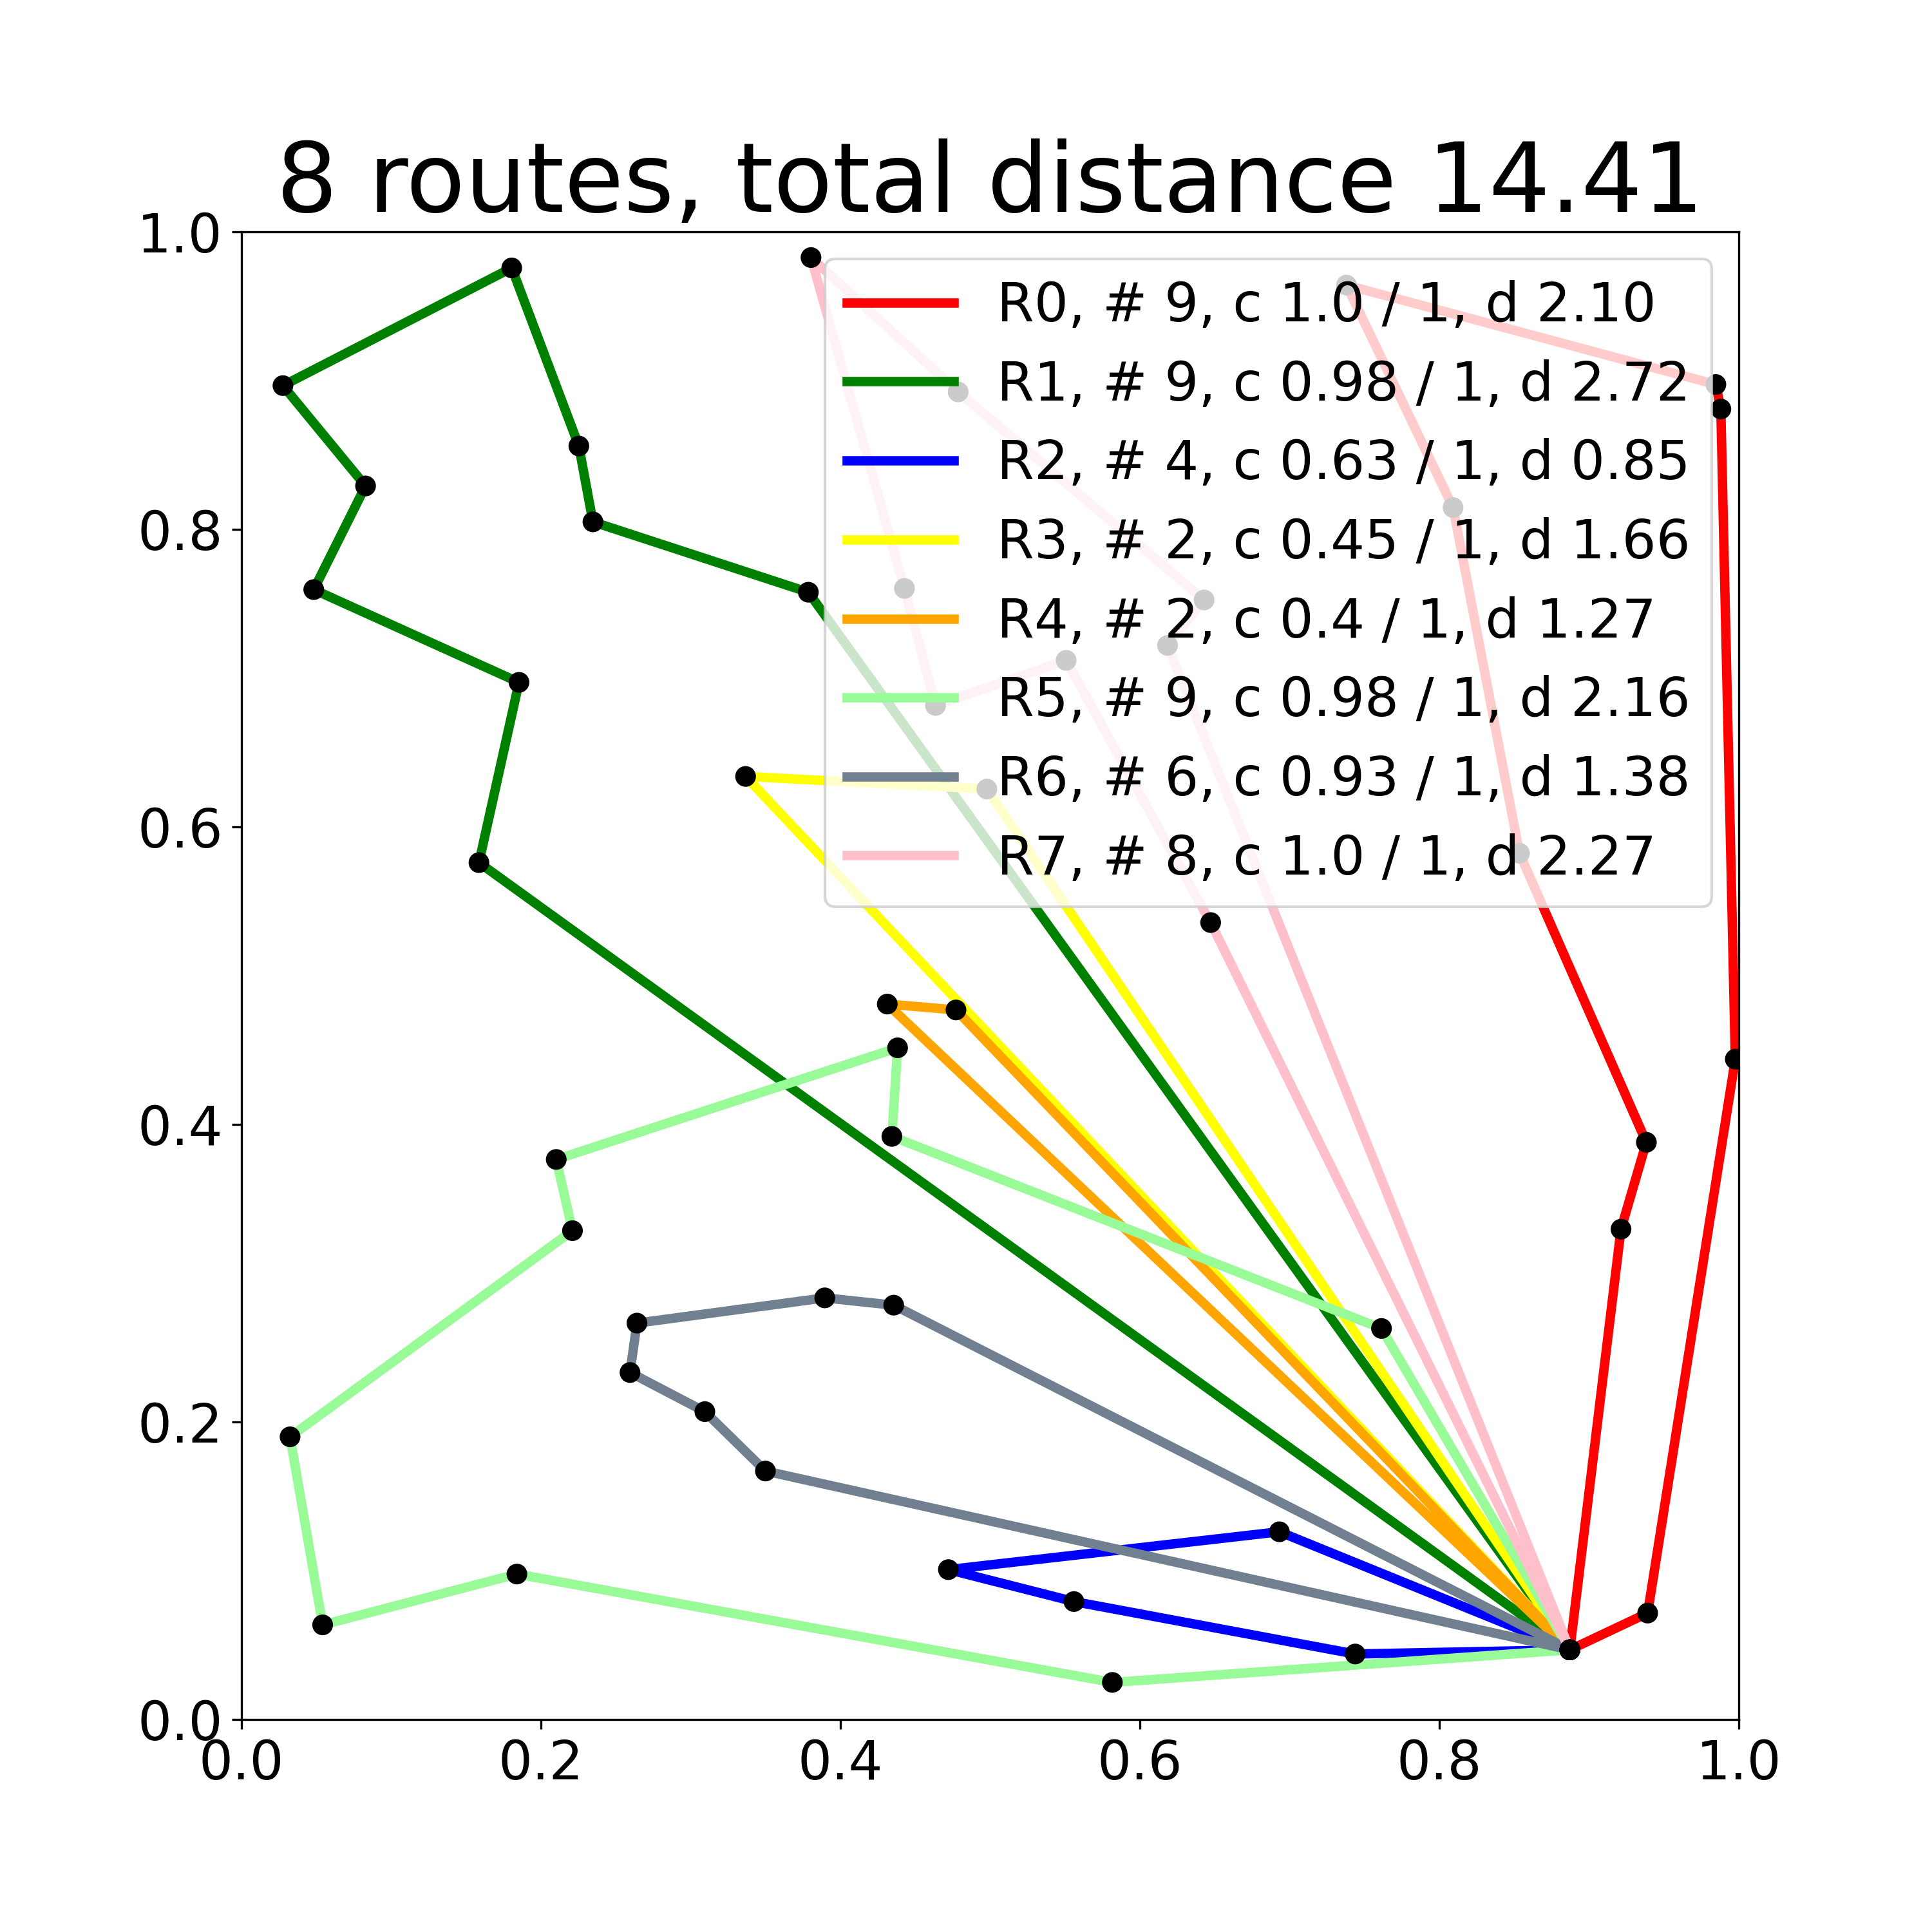 8 routes, total distance 14.41
1.0
0.8
0.6
0.4
0.2
0.0
0.0 0.2 0.4 0.6 0.8 1.0
R0, # 9, c 1.0 / 1, d 2.10
R1, # 9, c 0.98 / 1, d 2.72
R2, # 4, c 0.63 / 1, d 0.85
R3, # 2, c 0.45 / 1, d 1.66
R4, # 2, c 0.4 / 1, d 1.27
R5, # 9, c 0.98 / 1, d 2.16
R6, # 6, c 0.93 / 1, d 1.38
R7, # 8, c 1.0 / 1, d 2.27